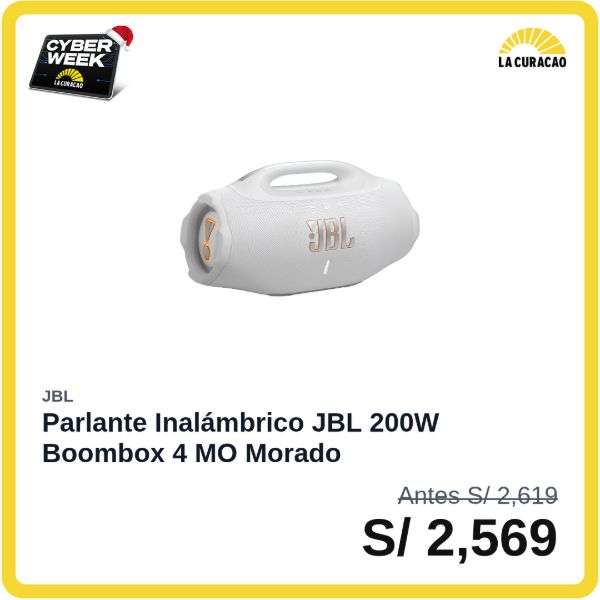 CYBER
WEEK
LA CURACAO
LA CURACAO
JBL
JBL
Parlante Inalámbrico JBL 200W
Boombox 4 MO Morado
Antes S/ 2,619
S/ 2,569